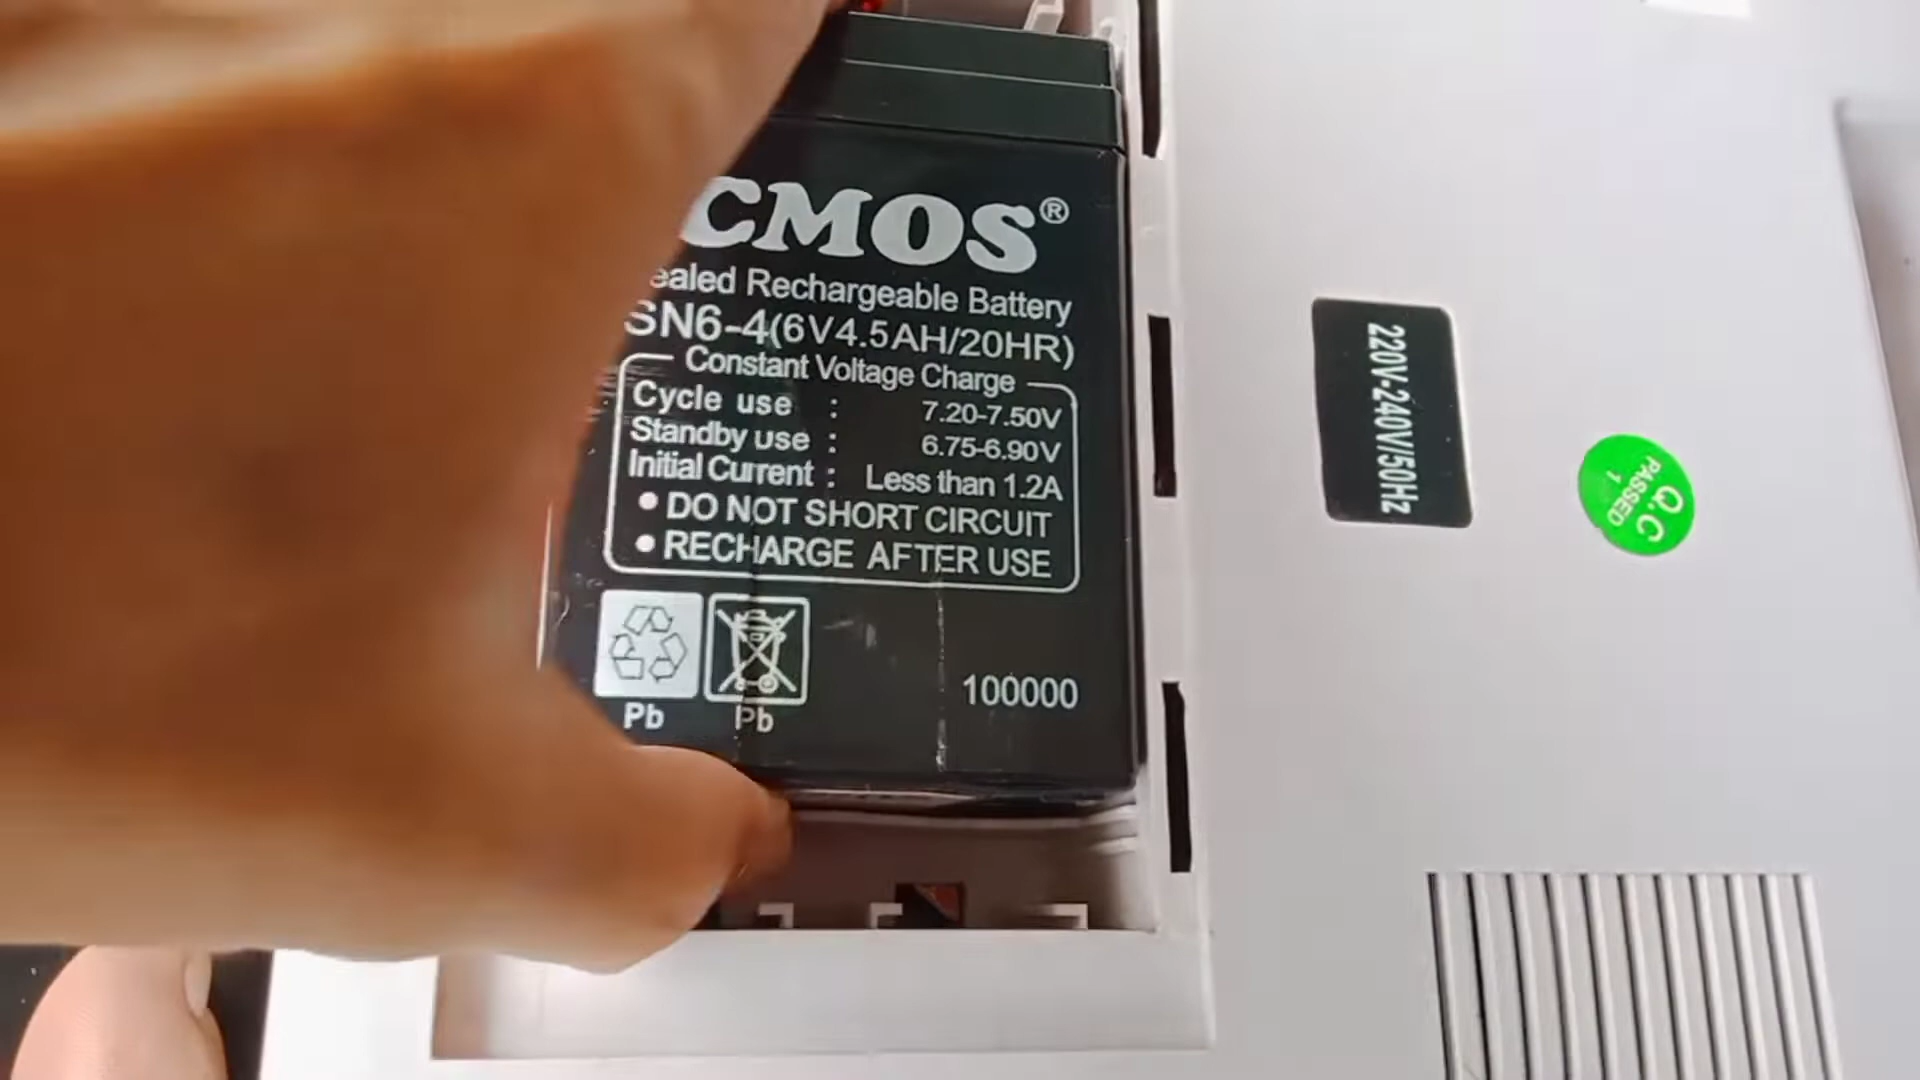 CMOS®
ealed Rechargeable Battery
SN6-4(6V4.5AH/20HR)
Constant Voltage Charge
Cycle use : 7.20-7.50V
Standby use : 6.75-6.90V
Initial Current : Less than 1.2A
• DO NOT SHORT CIRCUIT
• RECHARGE AFTER USE
Pb Pb
100000
220V-240V/50Hz
Q.C
PASSED
1